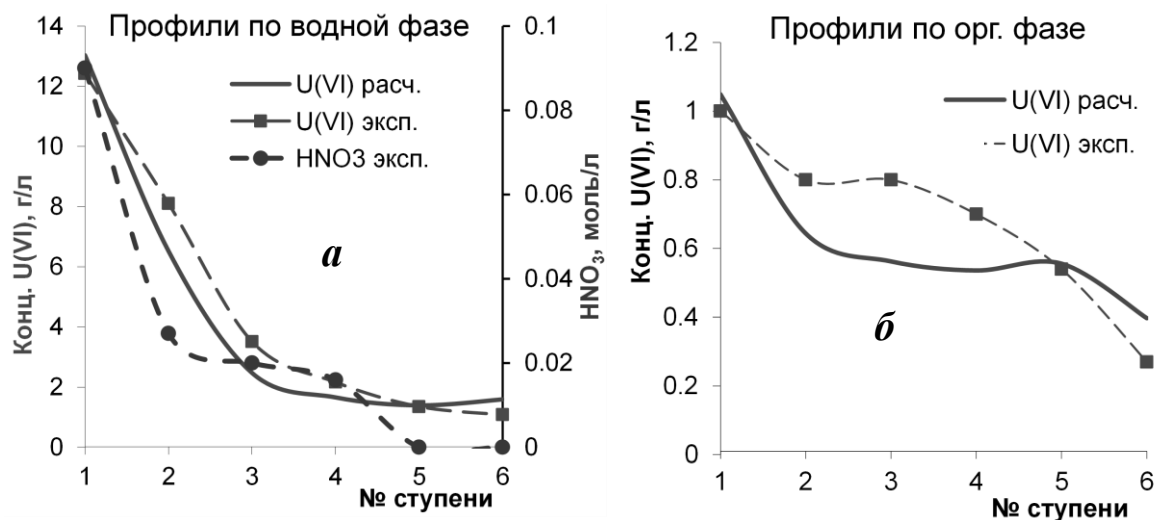 Профили по водной фазе
U(VI) расч.
U(VI) эксп.
HNO3 эксп.
Конц. U(VI), г/л
14
12
10
8
6
4
2
0
0.1
0.08
0.06
0.04
0.02
0
HNO₃, моль/л
а
1 2 3 4 5 6
№ ступени
Профили по орг. фазе
U(VI) расч.
U(VI) эксп.
Конц. U(VI), г/л
1.2
1
0.8
0.6
0.4
0.2
0
б
1 2 3 4 5 6
№ ступени